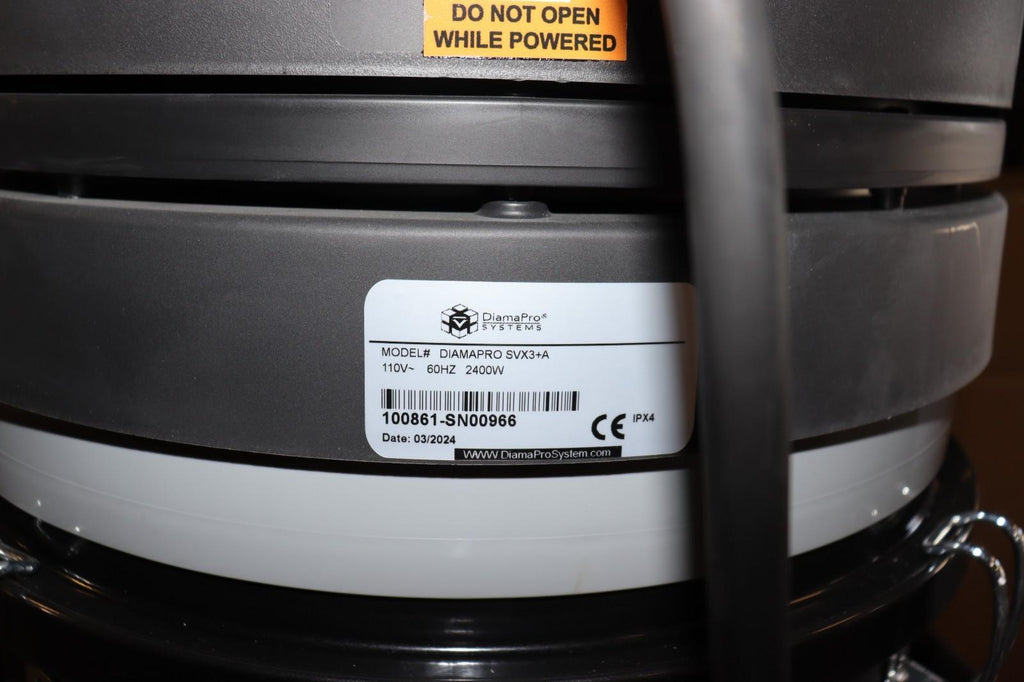 DO NOT OPEN
WHILE POWERED
DiamaPro®
SYSTEMS
MODEL# DIAMAPRO SVX3+A
110V~ 60HZ 2400W
100861-SN00966
IPX4
Date: 03/2024
WWW.DiamaProSystem.com